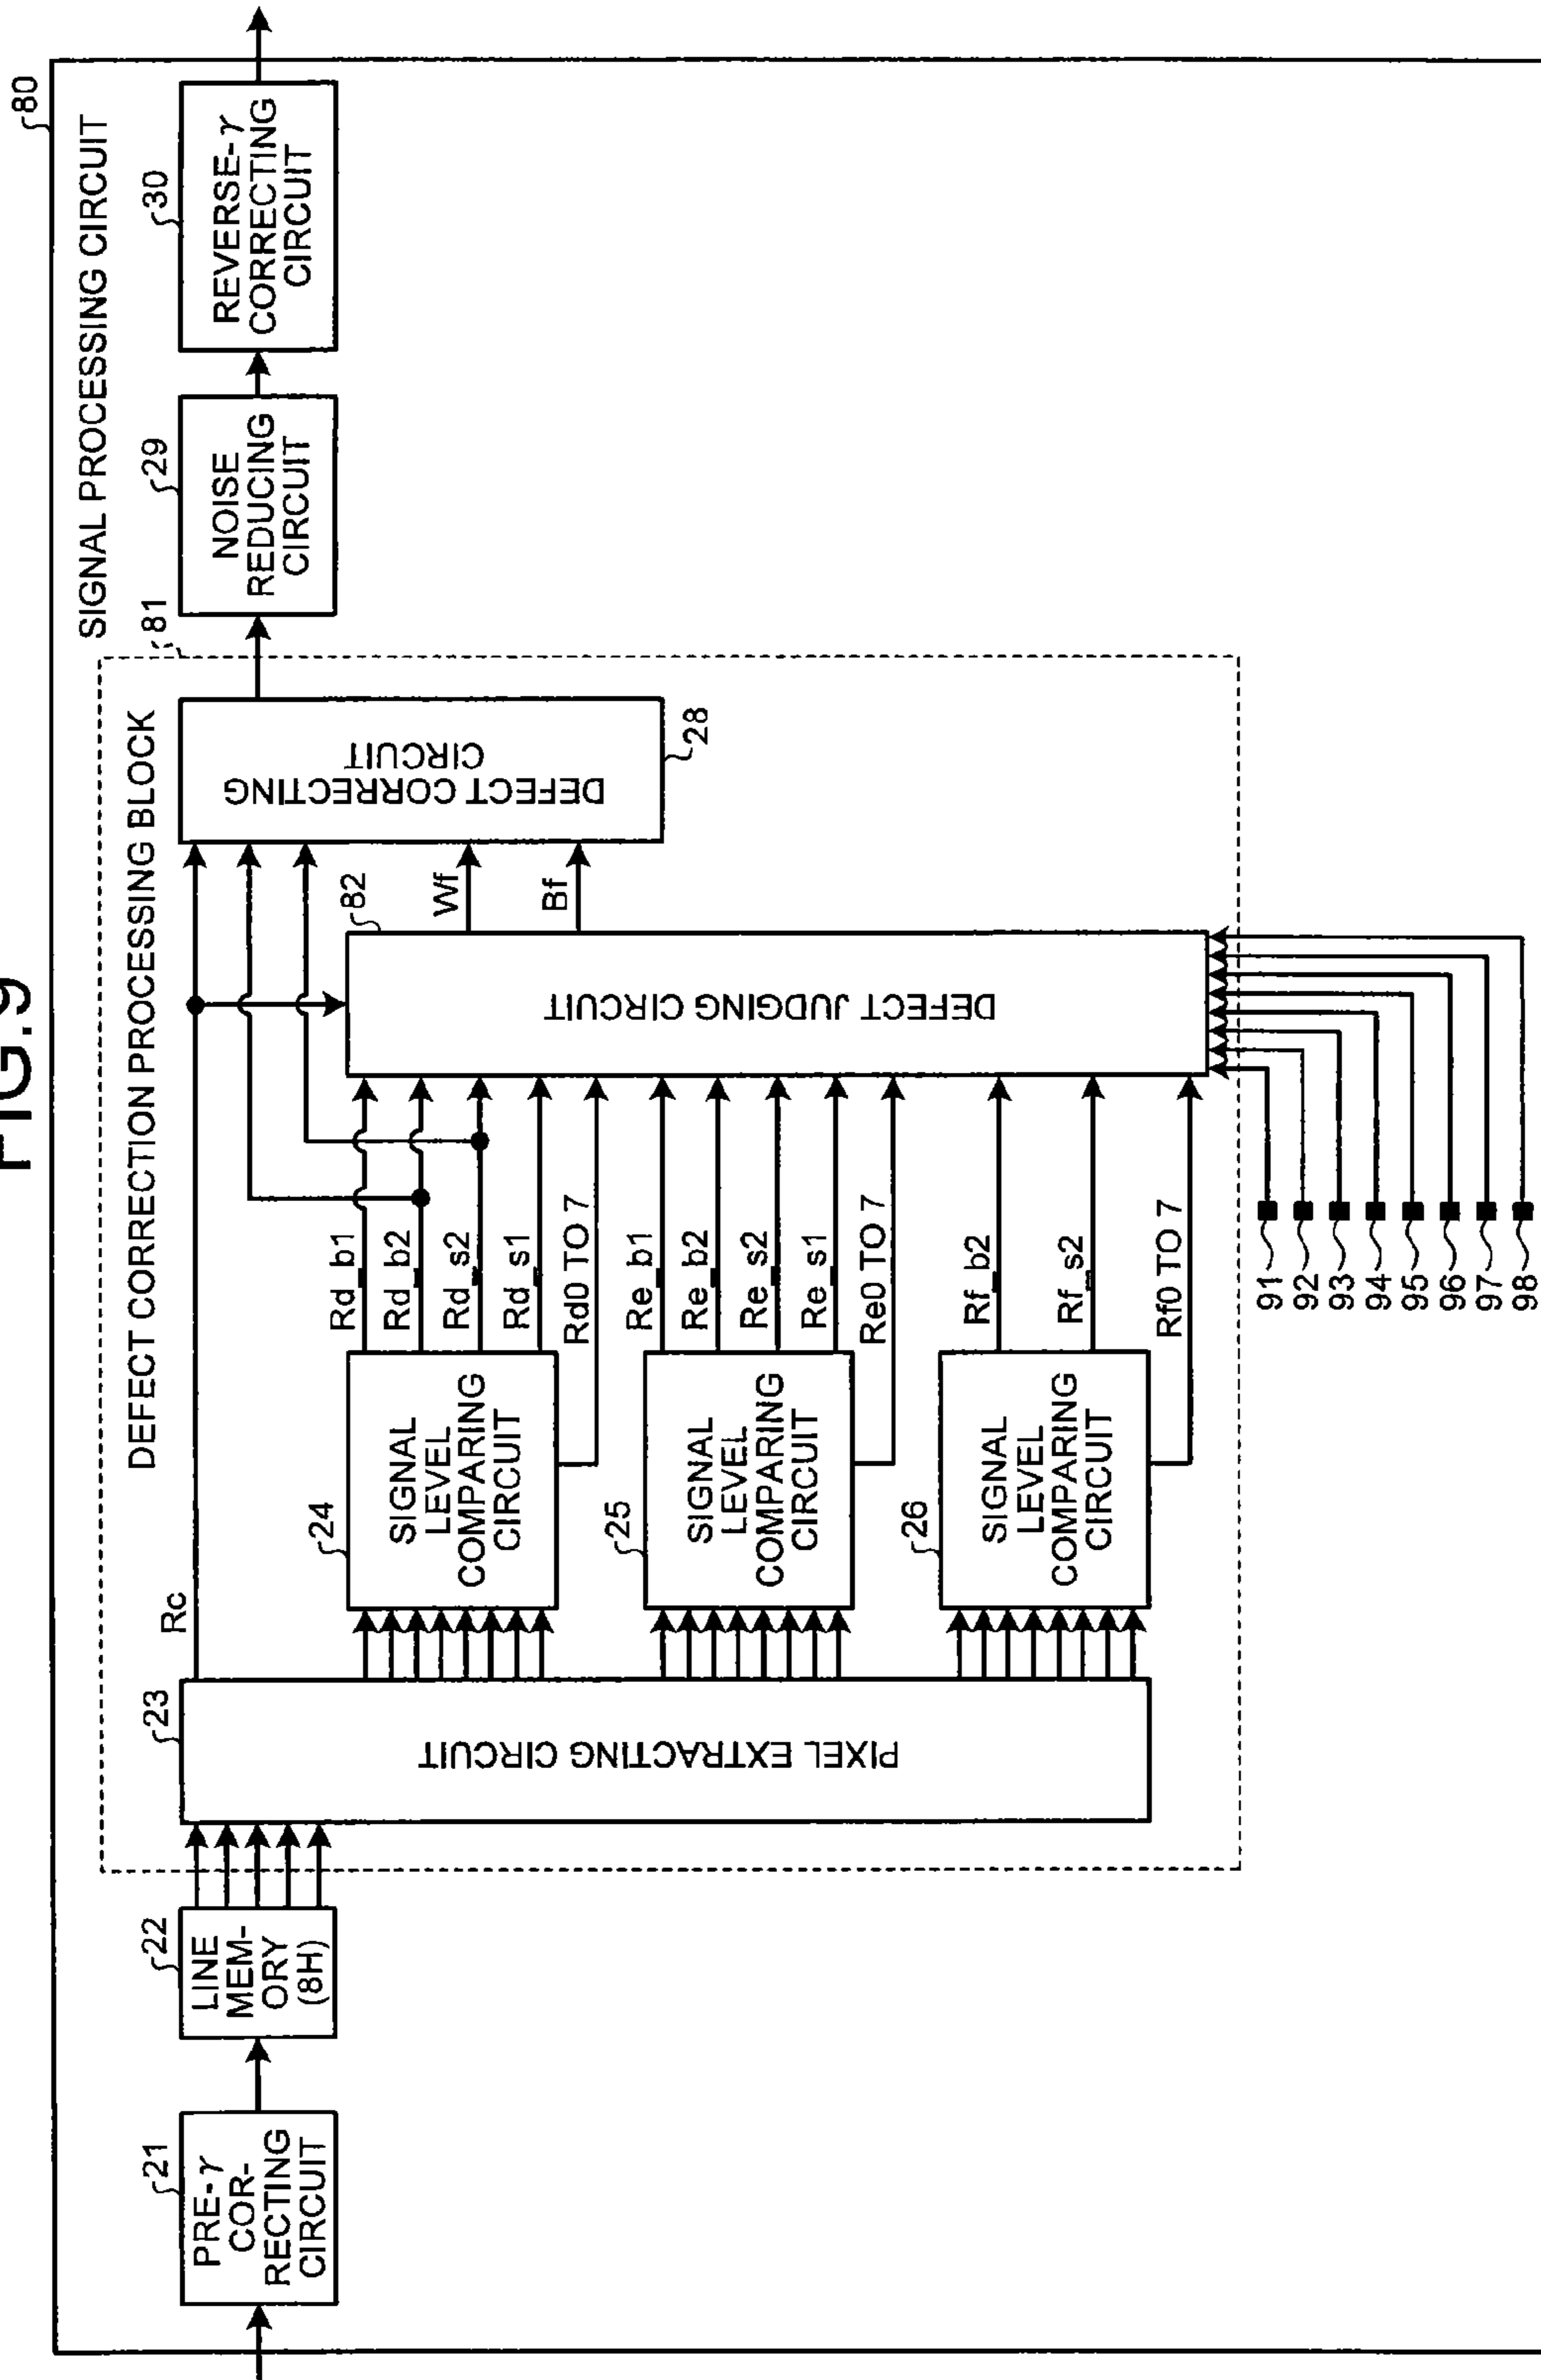 FIG.9
80
SIGNAL PROCESSING CIRCUIT
81
DEFECT CORRECTION PROCESSING BLOCK
21
PRE-γ
COR-
RECTING
CIRCUIT
22
LINE
MEM-
ORY
(8H)
23
PIXEL EXTRACTING CIRCUIT
Rc
24
SIGNAL
LEVEL
COMPARING
CIRCUIT
Rd_b1
Rd_b2
Rd_s2
Rd_s1
Rd0 TO 7
25
SIGNAL
LEVEL
COMPARING
CIRCUIT
Re_b1
Re_b2
Re_s2
Re_s1
Re0 TO 7
26
SIGNAL
LEVEL
COMPARING
CIRCUIT
Rf_b2
Rf_s2
Rf0 TO 7
82
DEFECT JUDGING CIRCUIT
Wf
Bf
DEFECT CORRECTING
CIRCUIT
28
29
NOISE
REDUCING
CIRCUIT
30
REVERSE-γ
CORRECTING
CIRCUIT
91
92
93
94
95
96
97
98